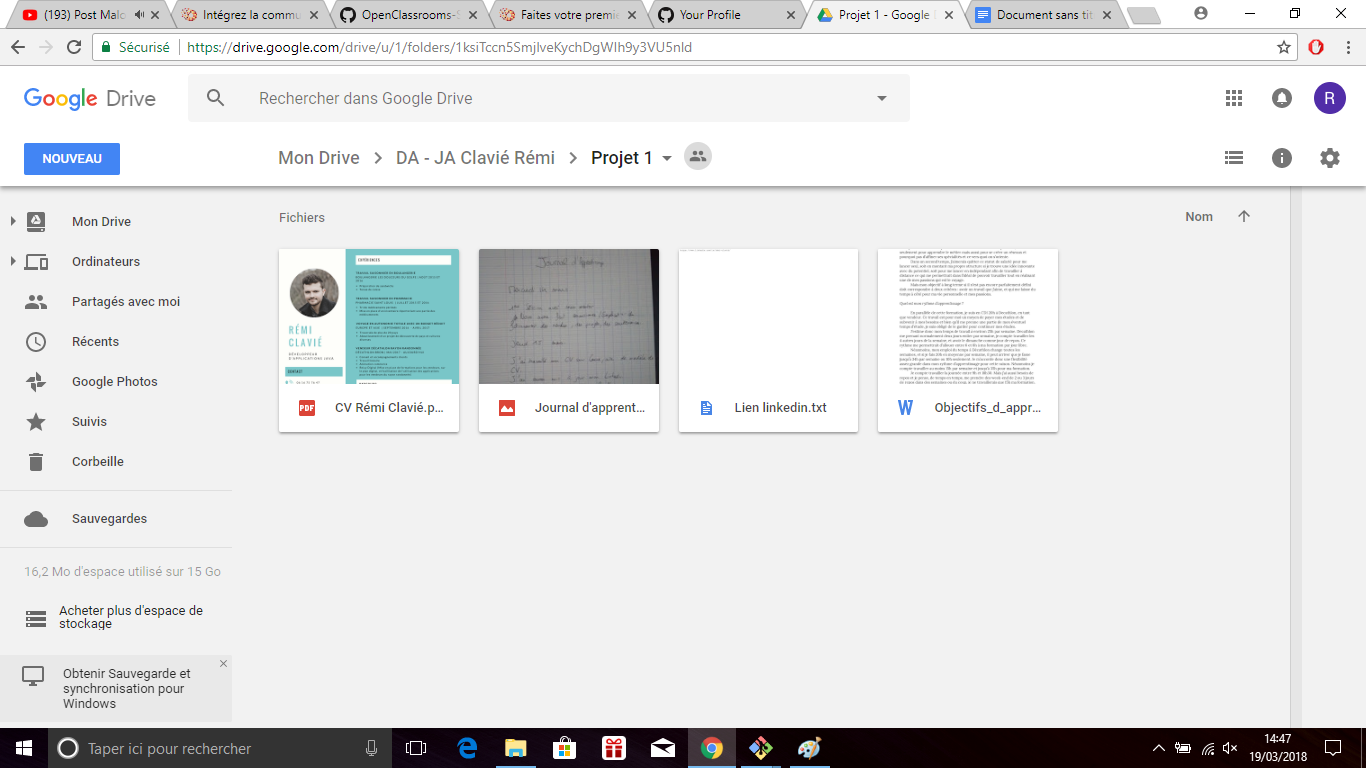 (193) Post Malo
Intégrez la commu
OpenClassrooms-S
Faites votre premie
Your Profile
Projet 1 - Google
Document sans tit
Sécurisé
https://drive.google.com/drive/u/1/folders/1ksiTccn5SmjlveKychDgWIh9y3VU5nld
Google Drive
Rechercher dans Google Drive
R
NOUVEAU
Mon Drive
DA - JA Clavié Rémi
Projet 1
Mon Drive
Ordinateurs
Partagés avec moi
Récents
Google Photos
Suivis
Corbeille
Sauvegardes
16,2 Mo d'espace utilisé sur 15 Go
Acheter plus d'espace de
stockage
Obtenir Sauvegarde et
synchronisation pour
Windows
Fichiers
Nom
EXPÉRIENCES
RÉMI
CLAVIÉ
DÉVELOPPEUR
D'APPLICATIONS JAVA
CONTACT
PDF
CV Rémi Clavié.p...
Journal d'apprent...
Lien linkedin.txt
W
Objectifs_d_appr...
Taper ici pour rechercher
14:47
19/03/2018